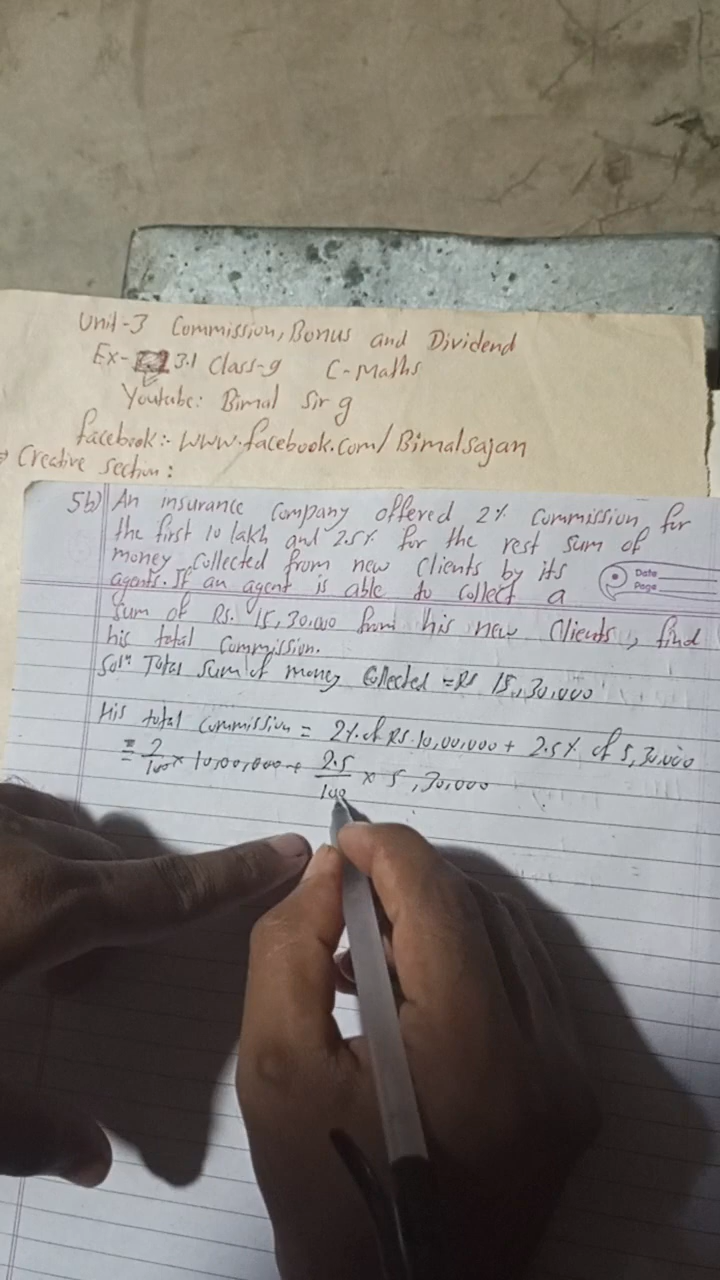 Unit-3 Commission, Bonus and Dividend
Ex- 3.1 Class-9 C-Maths
Youtube: Bimal Sir g
facebook:- www.facebook.com/Bimalsajan
Creative section:
5b) An insurance company offered 2% commission for
the first 10 lakh and 2.5% for the rest sum of
money collected from new clients by its
agents. If an agent is able to collect a
Date
Page
sum of Rs. 15,30,000 from his new clients, find
his total commission.
Solⁿ Total sum of money collected = Rs 15,30,000
His total commission = 2% of Rs. 10,00,000 + 2.5% of 5,30,000
= 2/100 × 10,00,000 + 2.5/100 × 5,30,000